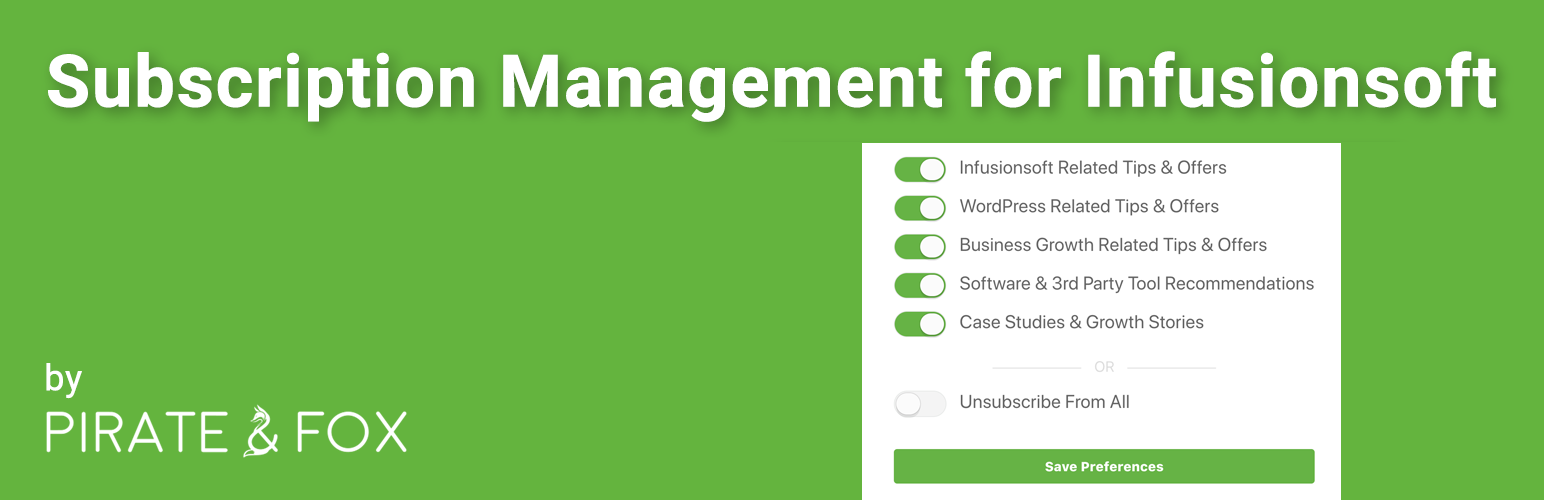 Subscription Management for Infusionsoft
Infusionsoft Related Tips & Offers
WordPress Related Tips & Offers
Business Growth Related Tips & Offers
Software & 3rd Party Tool Recommendations
Case Studies & Growth Stories
OR
Unsubscribe From All
Save Preferences
by
PIRATE & FOX